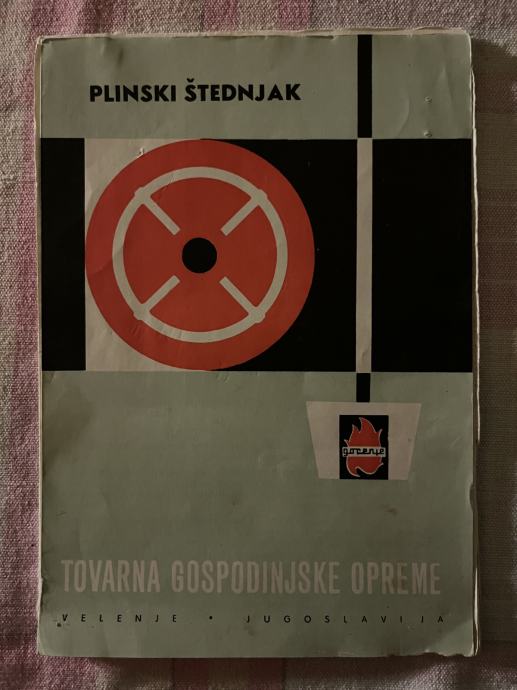 PLINSKI ŠTEDNJAK
gorenje
TOVARNA GOSPODINJSKE OPREME
VELENJE • JUGOSLAVIJA